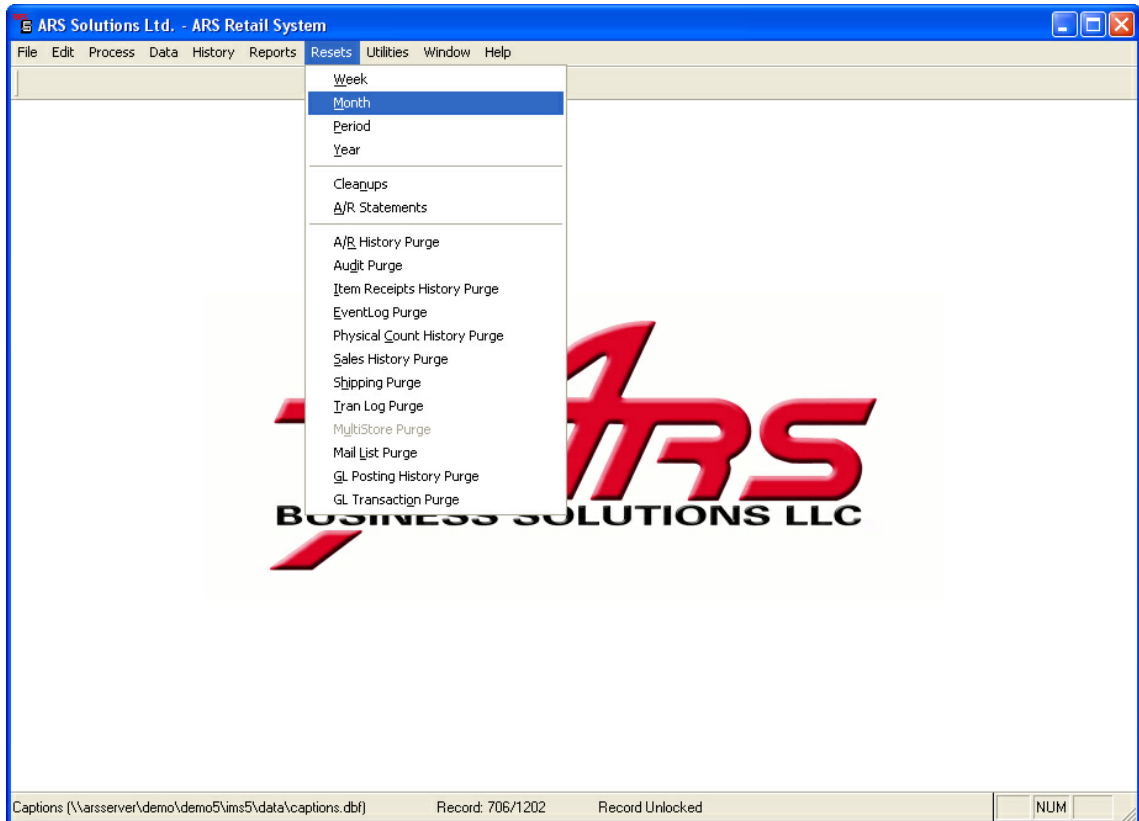 ARS Solutions Ltd. - ARS Retail System
File Edit Process Data History Reports Resets Utilities Window Help
Week
Month
Period
Year
Cleanups
A/R Statements
A/R History Purge
Audit Purge
Item Receipts History Purge
EventLog Purge
Physical Count History Purge
Sales History Purge
Shipping Purge
Tran Log Purge
MultiStore Purge
Mail List Purge
GL Posting History Purge
GL Transaction Purge
ARS
BUSINESS SOLUTIONS LLC
Captions (\\arsserver\demo\demo5\ims5\data\captions.dbf) Record: 706/1202 Record Unlocked NUM